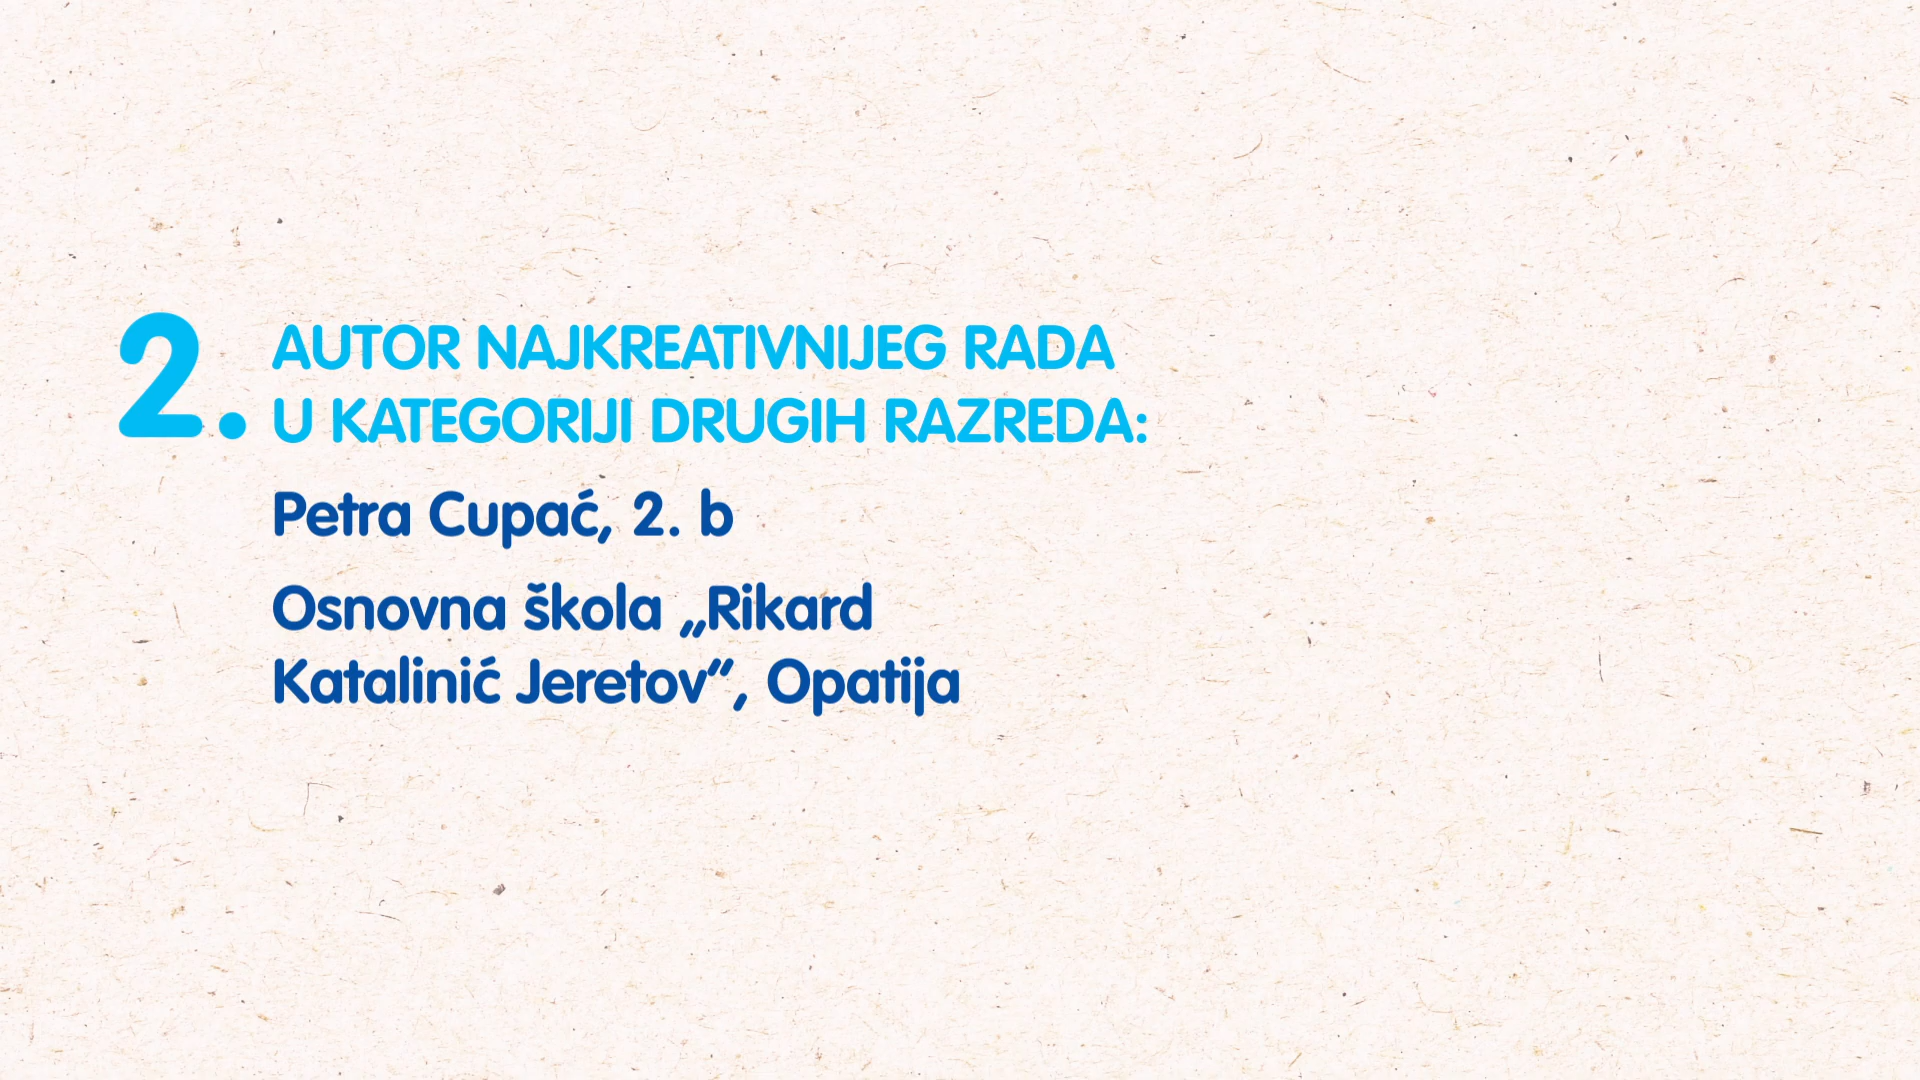 2. AUTOR NAJKREATIVNIJEG RADA
U KATEGORIJI DRUGIH RAZREDA:
Petra Cupać, 2. b
Osnovna škola „Rikard
Katalinić Jeretov”, Opatija